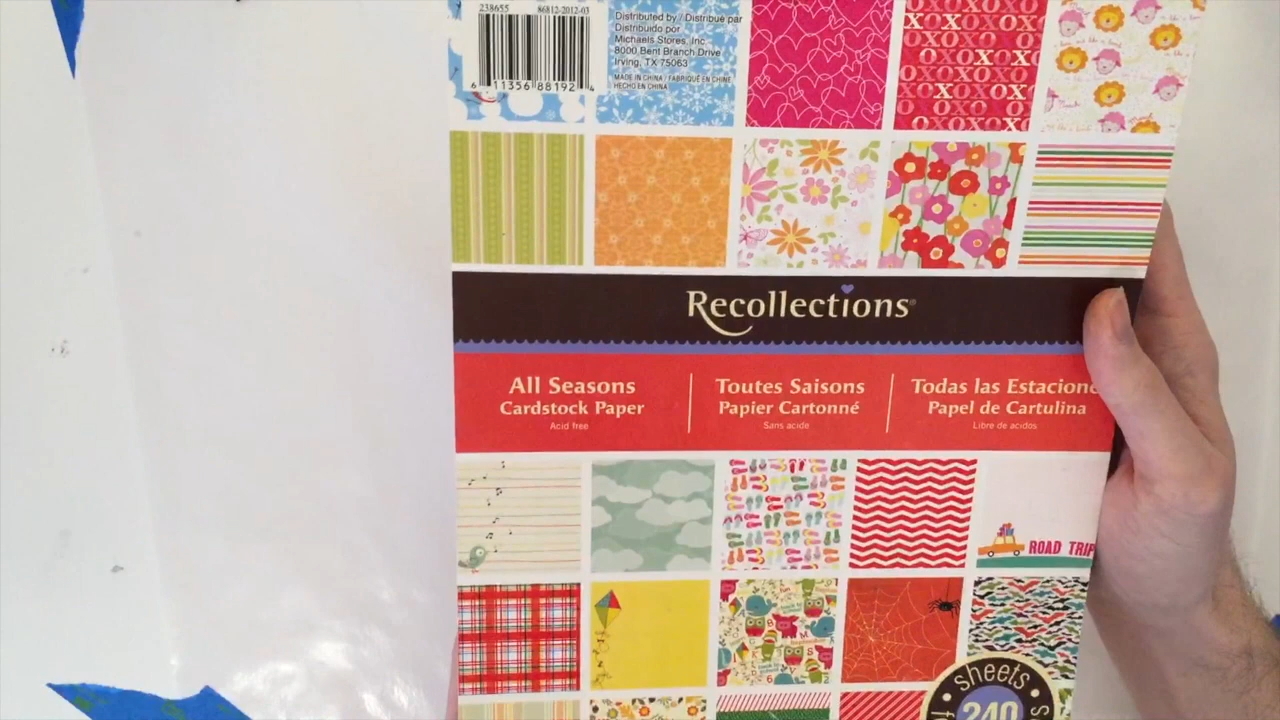 238655 86812-2012-03
6 11356 88192 4
Distributed by / Distribué par
Distribuido por
Michaels Stores, Inc.
8000 Bent Branch Drive
Irving, TX 75063
MADE IN CHINA / FABRIQUÉ EN CHINE
HECHO EN CHINA
XOXOXO
Recollections®
All Seasons
Cardstock Paper
Acid free
Toutes Saisons
Papier Cartonné
Sans acide
Todas las Estacione
Papel de Cartulina
Libre de acidos
ROAD TRIP
sheets
240